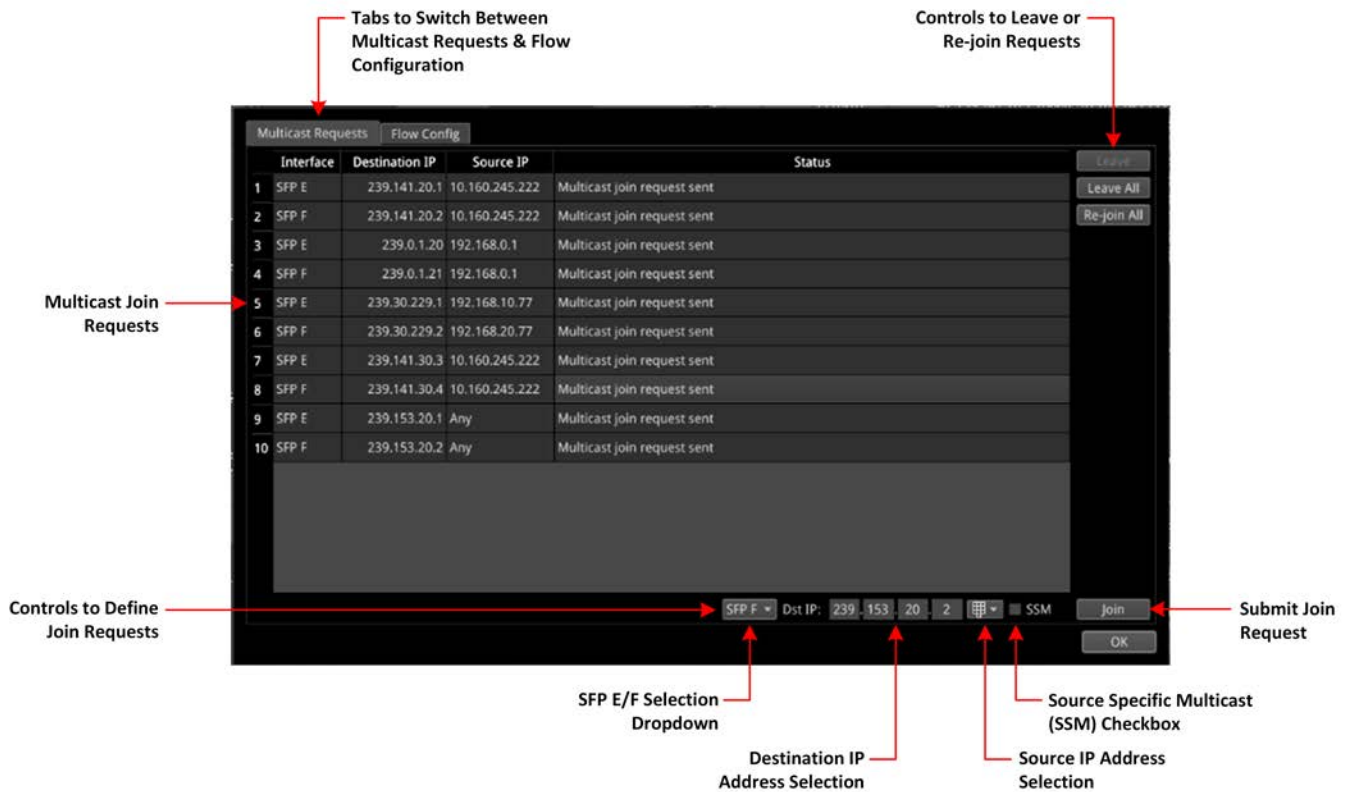 Tabs to Switch Between
Multicast Requests & Flow
Configuration
Controls to Leave or
Re-join Requests
Multicast Requests Flow Config
Interface Destination IP Source IP Status
Leave
1 SFP E 239.141.20.1 10.160.245.222 Multicast join request sent
Leave All
2 SFP F 239.141.20.2 10.160.245.222 Multicast join request sent
Re-join All
3 SFP E 239.0.1.20 192.168.0.1 Multicast join request sent
4 SFP F 239.0.1.21 192.168.0.1 Multicast join request sent
Multicast Join
Requests
5 SFP E 239.30.229.1 192.168.10.77 Multicast join request sent
6 SFP F 239.30.229.2 192.168.20.77 Multicast join request sent
7 SFP E 239.141.30.3 10.160.245.222 Multicast join request sent
8 SFP F 239.141.30.4 10.160.245.222 Multicast join request sent
9 SFP E 239.153.20.1 Any Multicast join request sent
10 SFP F 239.153.20.2 Any Multicast join request sent
Controls to Define
Join Requests
SFP F Dst IP: 239 . 153 . 20 . 2 SSM Join
Submit Join
Request
OK
SFP E/F Selection
Dropdown
Source Specific Multicast
(SSM) Checkbox
Destination IP
Address Selection
Source IP Address
Selection